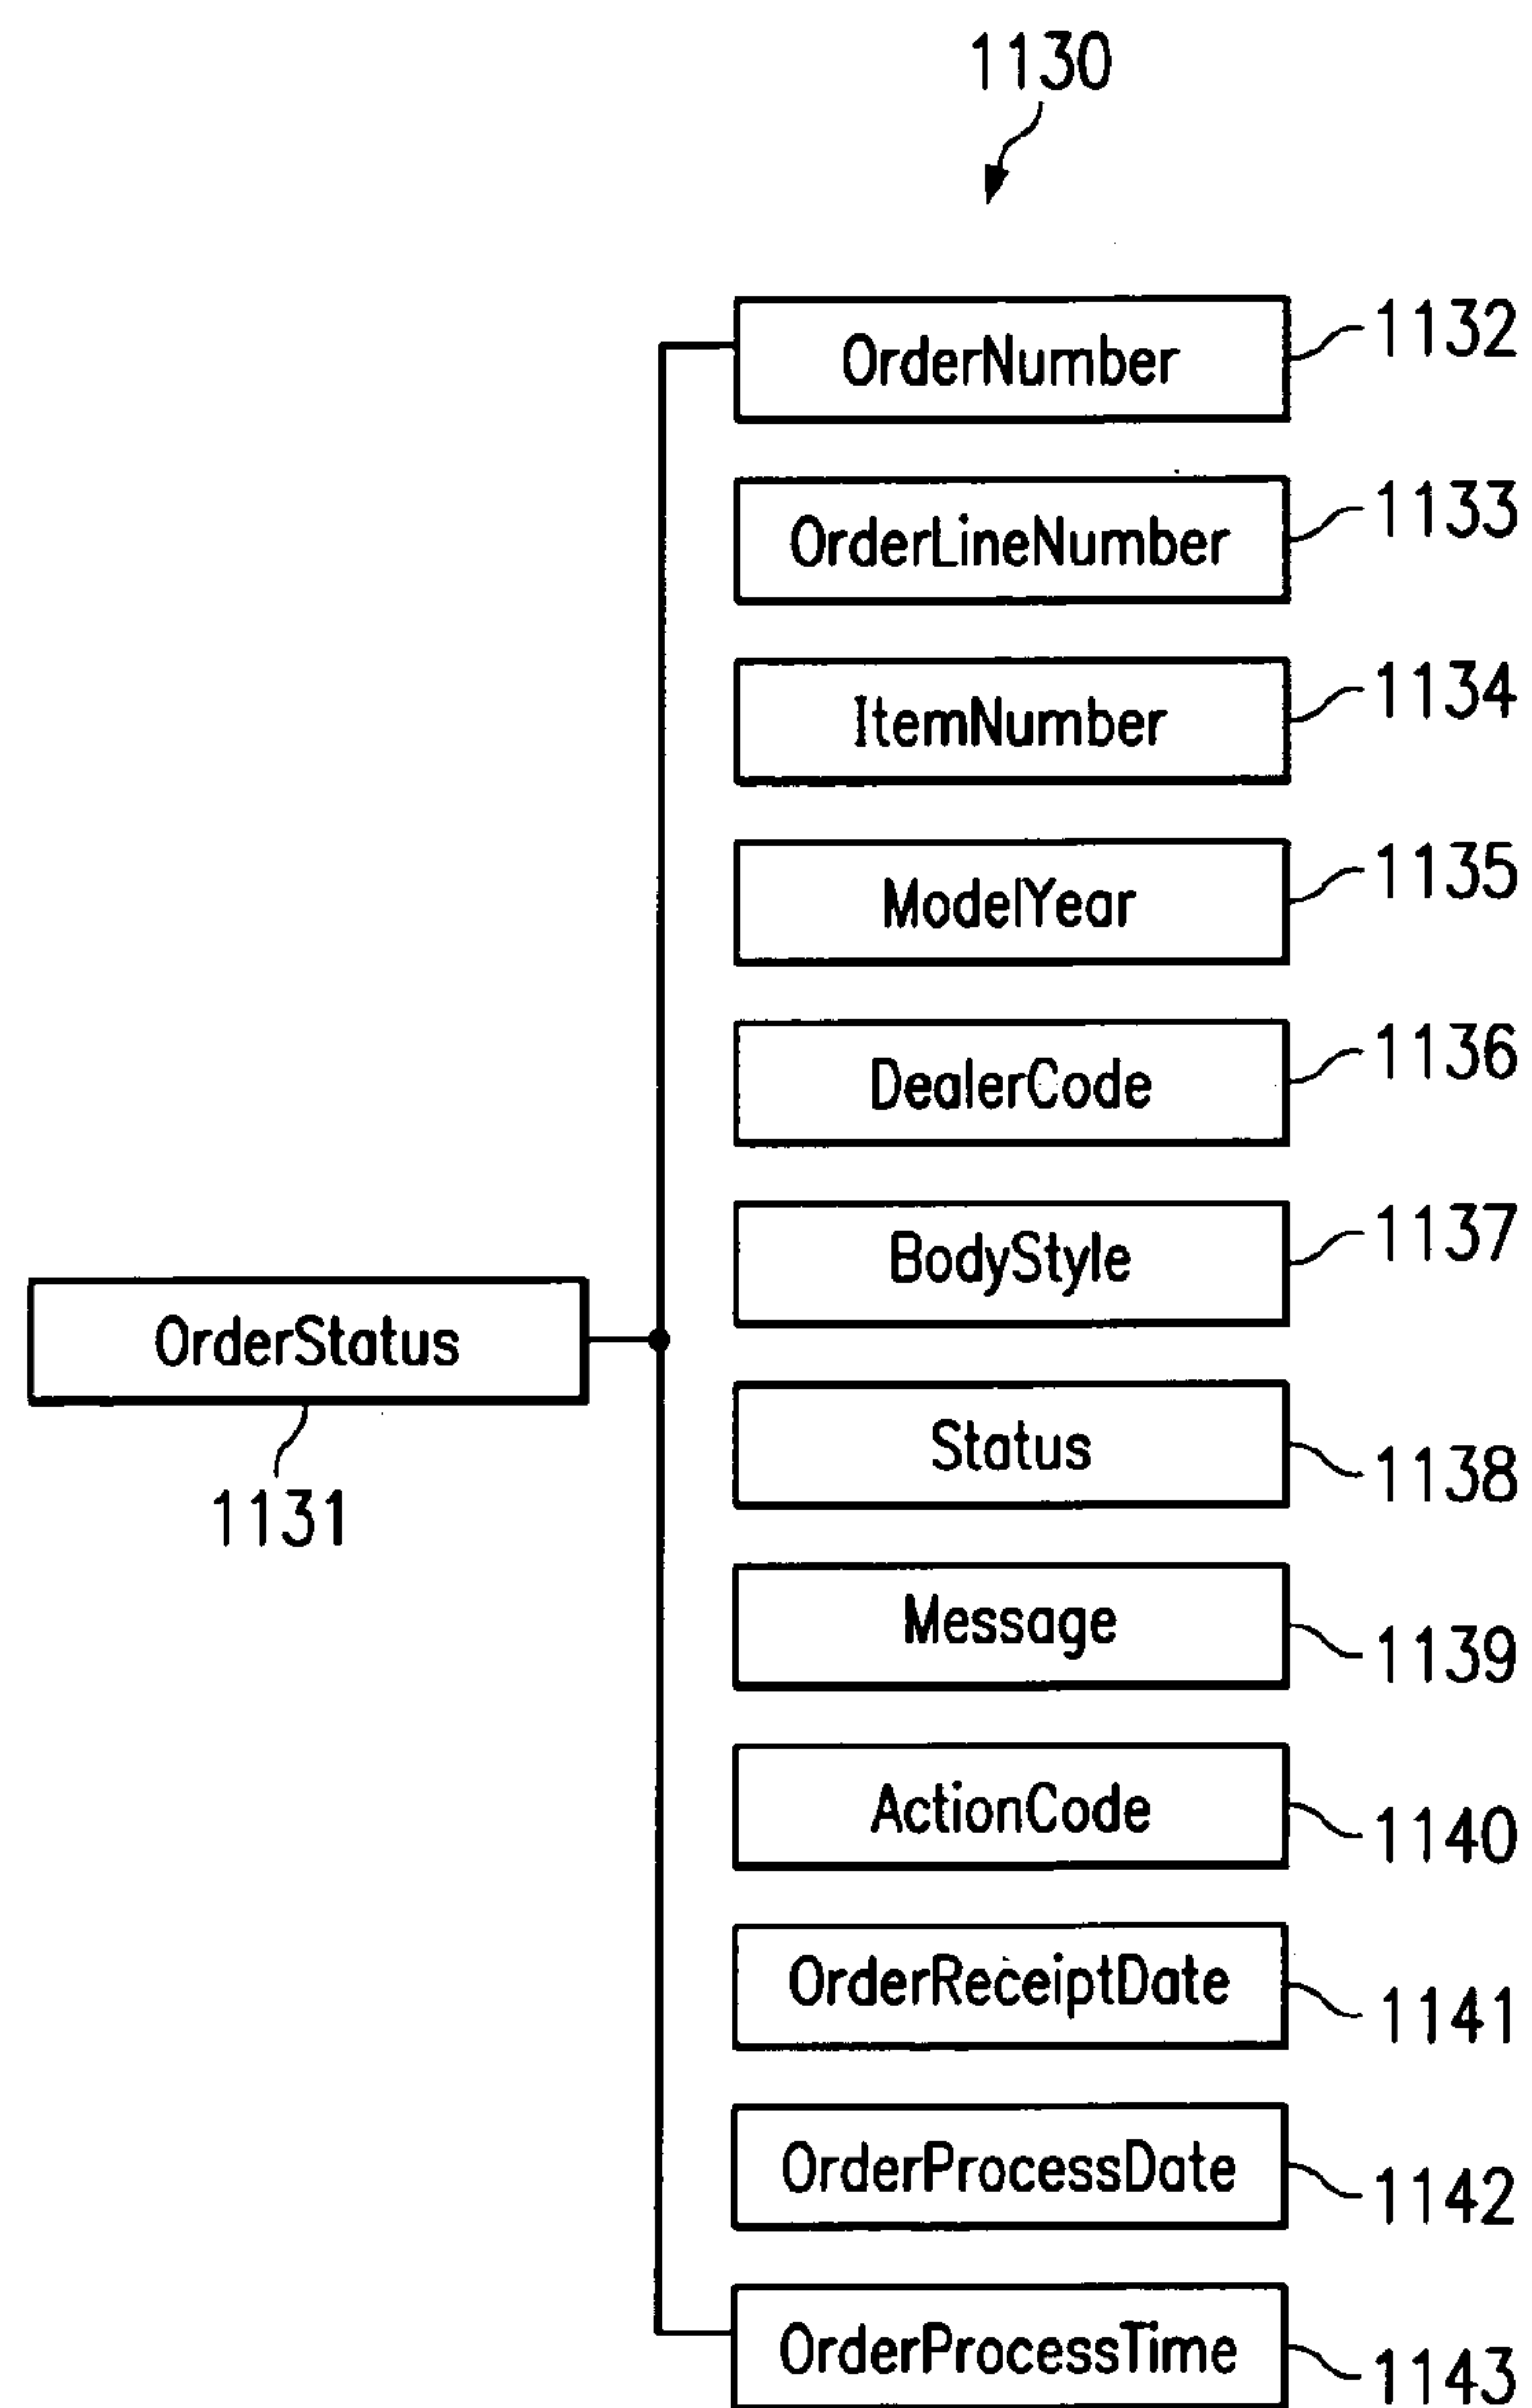 1130
OrderNumber 1132
OrderLineNumber 1133
ItemNumber 1134
ModelYear 1135
DealerCode 1136
BodyStyle 1137
OrderStatus
1131
Status 1138
Message 1139
ActionCode 1140
OrderReceiptDate 1141
OrderProcessDate 1142
OrderProcessTime 1143